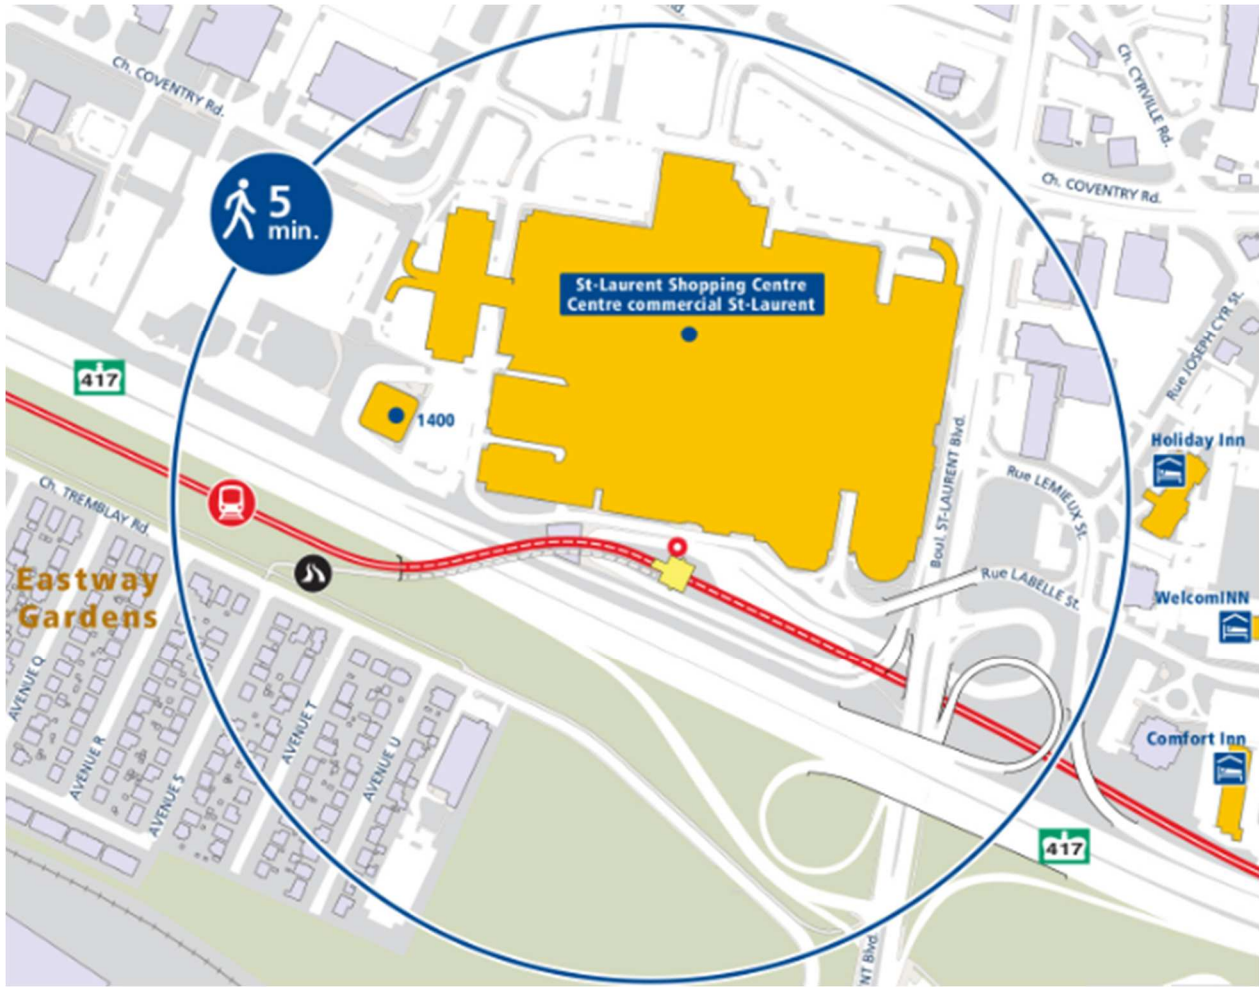 d.
Ch. COVENTRY Rd.
Ch. CYRVILLE Rd.
5
min.
Ch. COVENTRY Rd.
St-Laurent Shopping Centre
Centre commercial St-Laurent
Rue JOSEPH CYR St.
417
1400
Boul. ST-LAURENT Blvd.
Holiday Inn
Rue LEMIEUX St.
Ch. TREMBLAY Rd.
Eastway
Gardens
Rue LABELLE St.
WelcomINN
AVENUE Q
AVENUE R
AVENUE S
AVENUE T
AVENUE U
Comfort Inn
417
NT Blvd.